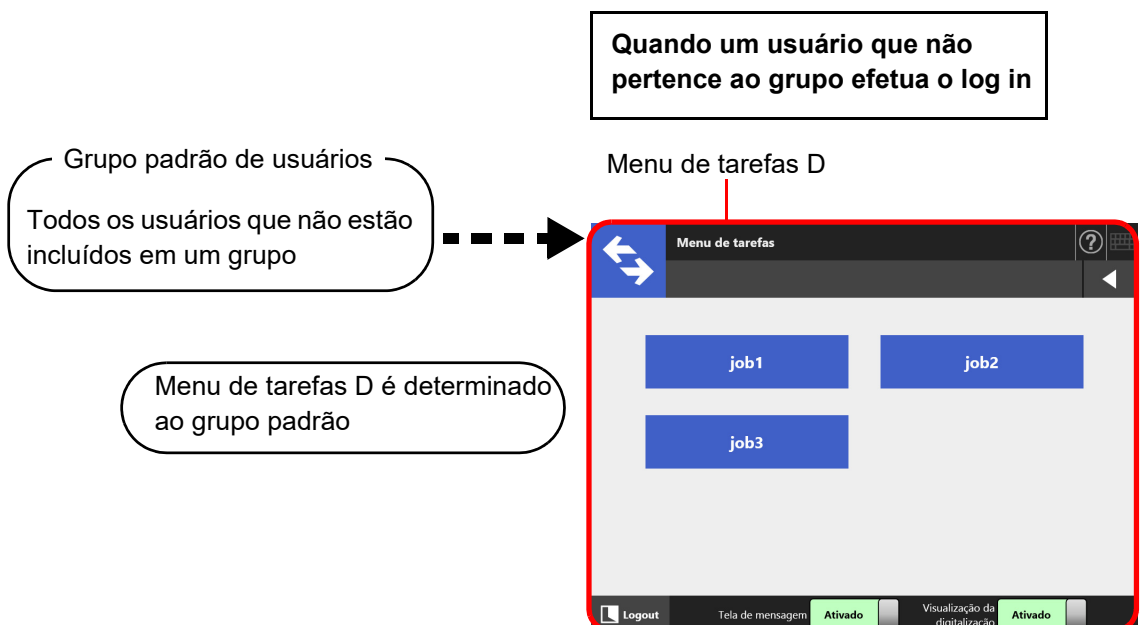 Quando um usuário que não
pertence ao grupo efetua o log in
Grupo padrão de usuários
Todos os usuários que não estão
incluídos em um grupo
Menu de tarefas D
Menu de tarefas
?
job1
job2
job3
Menu de tarefas D é determinado
ao grupo padrão
Logout
Tela de mensagem
Ativado
Visualização da
digitalização
Ativado